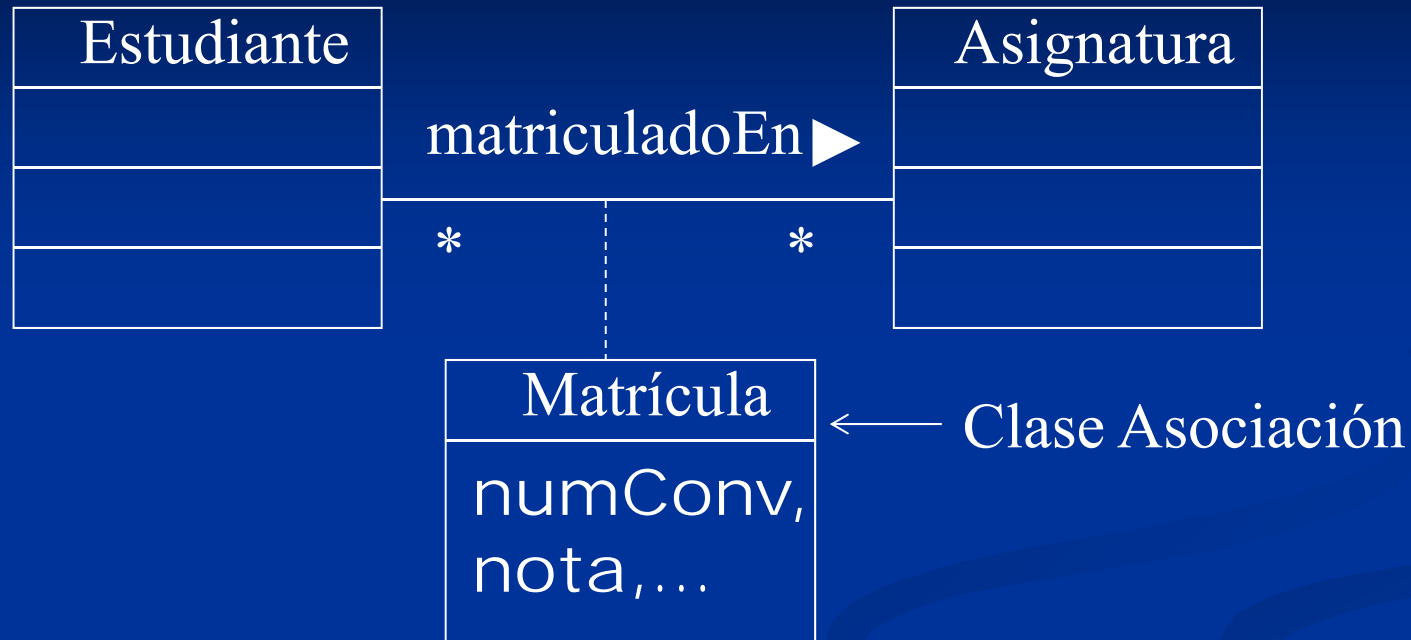 Estudiante
Asignatura
matriculadoEn
*
*
Matrícula
Clase Asociación
numConv,
nota,...